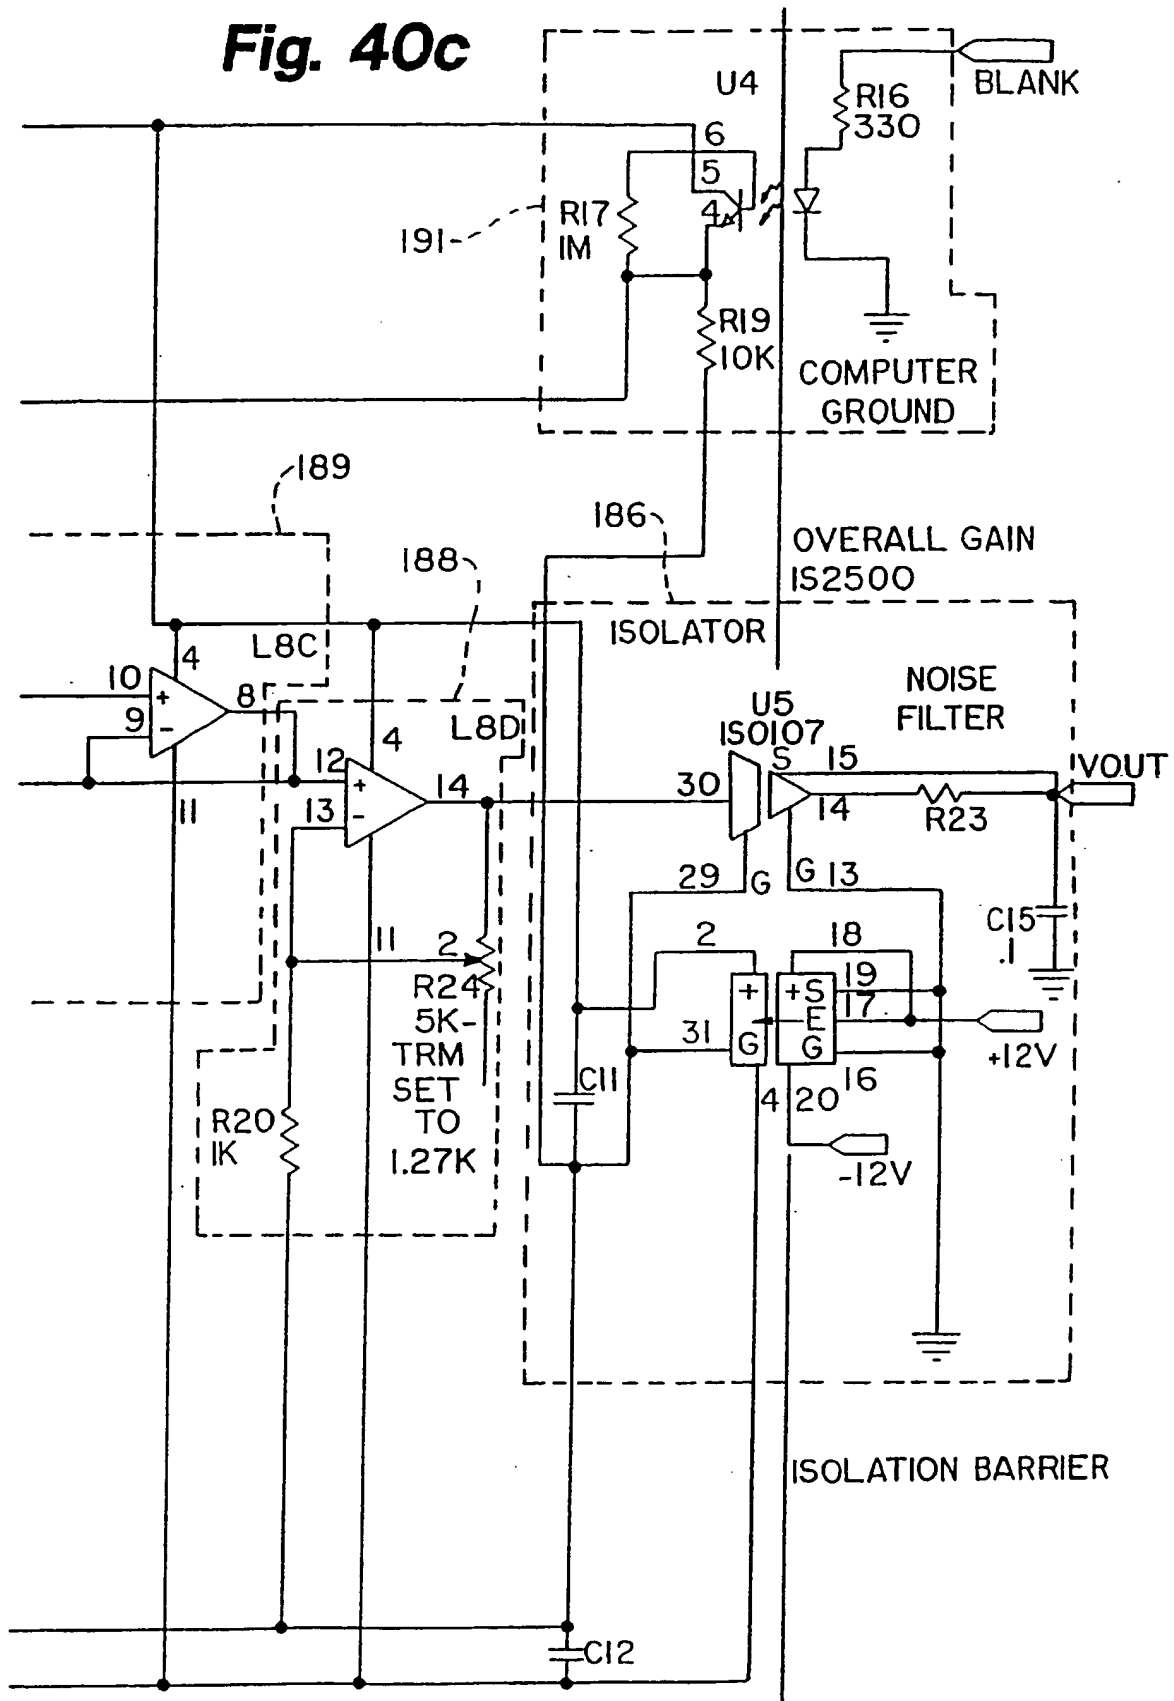 Fig. 40c
U4
BLANK
R16
330
6
5
4
R17
1M
191
R19
10K
COMPUTER
GROUND
189
186
188
OVERALL GAIN
IS2500
ISOLATOR
L8C
4
10
9
8
11
L8D
4
12
13
14
11
2
NOISE
FILTER
U5
ISO107
S
15
VOUT
30
14
R23
29
G
G
13
C15
.1
2
18
+
+S
19
17
E
31
G
G
16
+12V
R24
5K-
TRM
SET
TO
1.27K
C11
4
20
-12V
R20
1K
+
-
+
-
ISOLATION BARRIER
C12